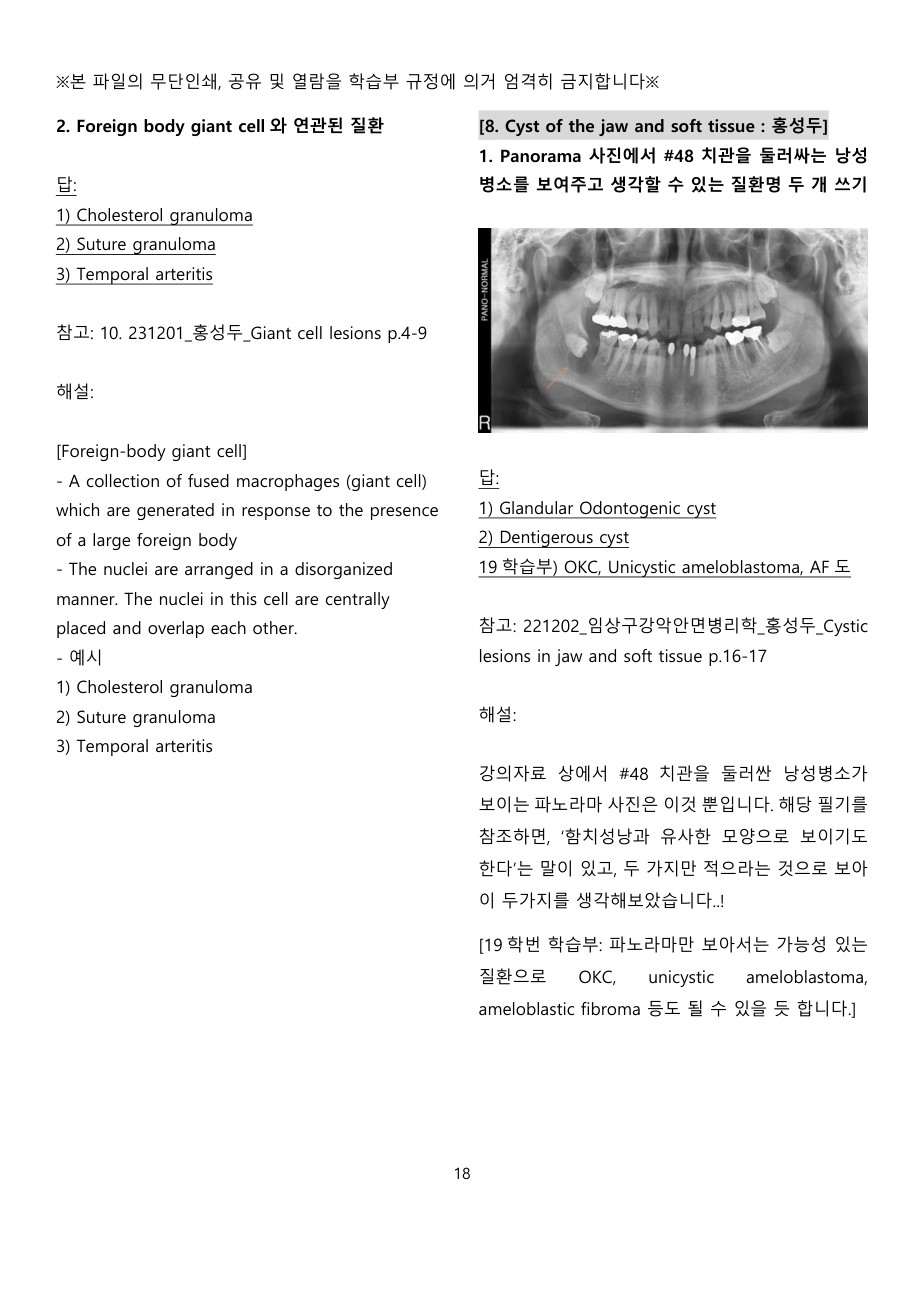 ※본 파일의 무단인쇄, 공유 및 열람을 학습부 규정에 의거 엄격히 금지합니다※
2. Foreign body giant cell 와 연관된 질환
답:
1) Cholesterol granuloma
2) Suture granuloma
3) Temporal arteritis
참고: 10. 231201_홍성두_Giant cell lesions p.4-9
해설:
[Foreign-body giant cell]
- A collection of fused macrophages (giant cell)
which are generated in response to the presence
of a large foreign body
- The nuclei are arranged in a disorganized
manner. The nuclei in this cell are centrally
placed and overlap each other.
- 예시
1) Cholesterol granuloma
2) Suture granuloma
3) Temporal arteritis
[8. Cyst of the jaw and soft tissue : 홍성두]
1. Panorama 사진에서 #48 치관을 둘러싸는 낭성
병소를 보여주고 생각할 수 있는 질환명 두 개 쓰기
PANO-NORMAL
R
답:
1) Glandular Odontogenic cyst
2) Dentigerous cyst
19 학습부) OKC, Unicystic ameloblastoma, AF 도
참고: 221202_임상구강악안면병리학_홍성두_Cystic
lesions in jaw and soft tissue p.16-17
해설:
강의자료 상에서 #48 치관을 둘러싼 낭성병소가
보이는 파노라마 사진은 이것 뿐입니다. 해당 필기를
참조하면, ‘함치성낭과 유사한 모양으로 보이기도
한다’는 말이 있고, 두 가지만 적으라는 것으로 보아
이 두가지를 생각해보았습니다..!
[19 학번 학습부: 파노라마만 보아서는 가능성 있는
질환으로 OKC, unicystic ameloblastoma,
ameloblastic fibroma 등도 될 수 있을 듯 합니다.]
18